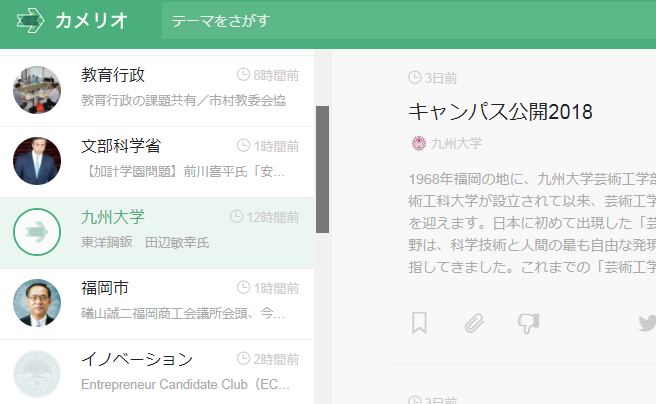 カメリオ
テーマをさがす
教育行政 8時間前
教育行政の課題共有／市村教委会協
文部科学省 1時間前
【加計学園問題】前川喜平氏「安...
九州大学 12時間前
東洋鋼鈑 田辺敏幸氏
福岡市 1時間前
礒山誠二福岡商工会議所会頭、今...
イノベーション 2時間前
Entrepreneur Candidate Club（EC...
3日前
キャンパス公開2018
九州大学
1968年福岡の地に、九州大学芸術工学部
術工科大学が設立されて以来、芸術工学
を迎えます。日本に初めて出現した「芸
野は、科学技術と人間の最も自由な発現
指してきました。これまでの「芸術工学
3日前